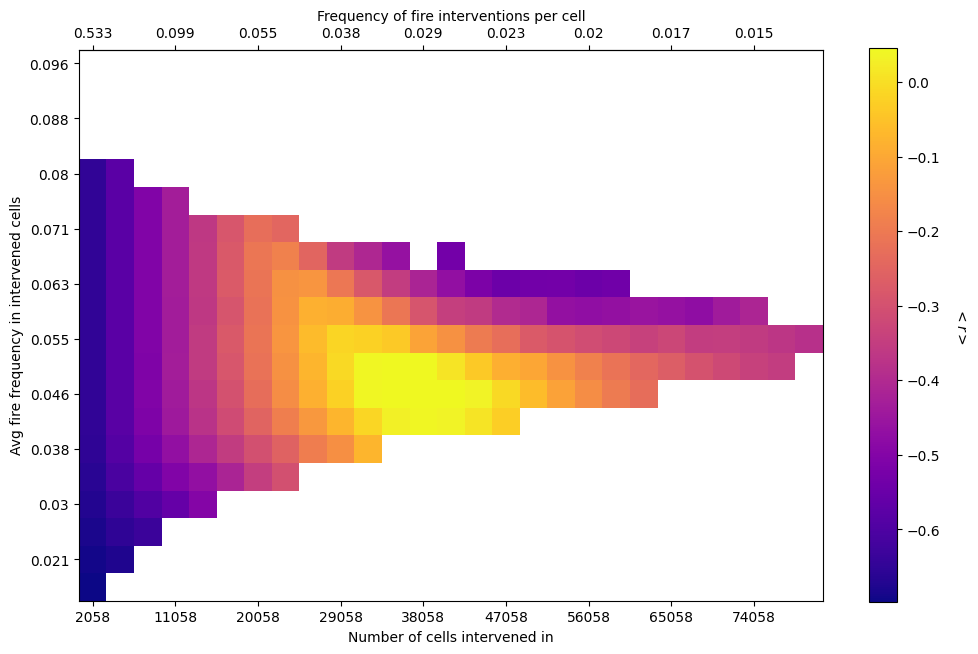 Frequency of fire interventions per cell
0.533 0.099 0.055 0.038 0.029 0.023 0.02 0.017 0.015
Avg fire frequency in intervened cells
0.096
0.088
0.08
0.071
0.063
0.055
0.046
0.038
0.03
0.021
2058 11058 20058 29058 38058 47058 56058 65058 74058
Number of cells intervened in
0.0
−0.1
−0.2
−0.3
−0.4
−0.5
−0.6
< r >